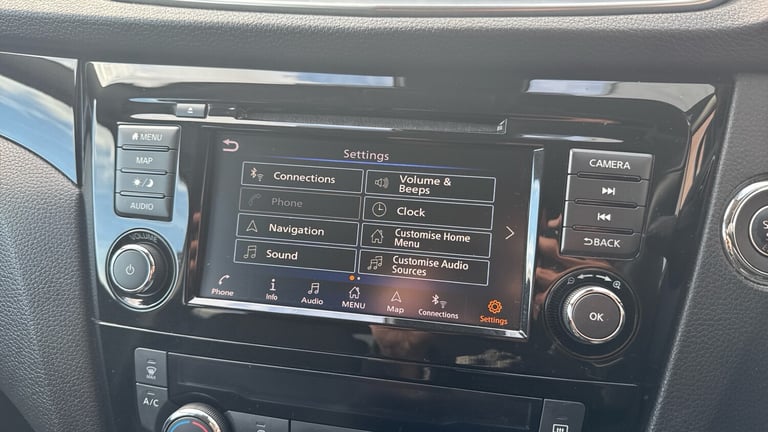 MENU
MAP
AUDIO
VOLUME
Settings
Connections
Volume &
Beeps
Phone
Clock
Navigation
Customise Home
Menu
Sound
Customise Audio
Sources
Phone
Info
Audio
MENU
Map
Connections
Settings
CAMERA
BACK
OK
MAX
A/C